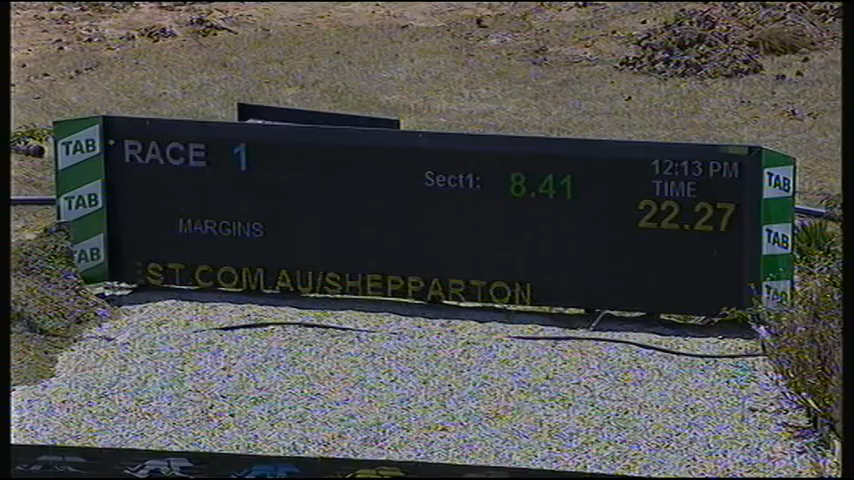 TAB
TAB
TAB
RACE 1
Sect1: 8.41
12:13 PM
TIME
22.27
MARGINS
ST.COM.AU/SHEPPARTON
TAB
TAB
TAB